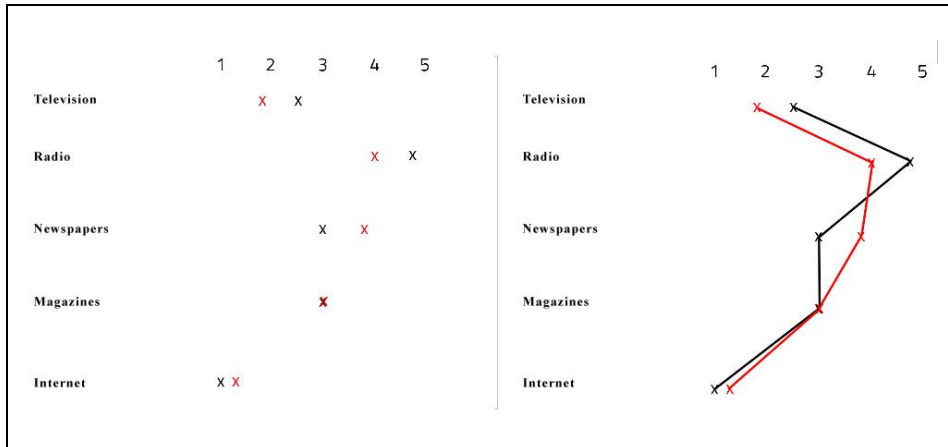 1 2 3 4 5
Television X X
Radio X X
Newspapers X X
Magazines X
Internet X X
1 2 3 4 5
Television X X
Radio X X
Newspapers X X
Magazines X
Internet X X